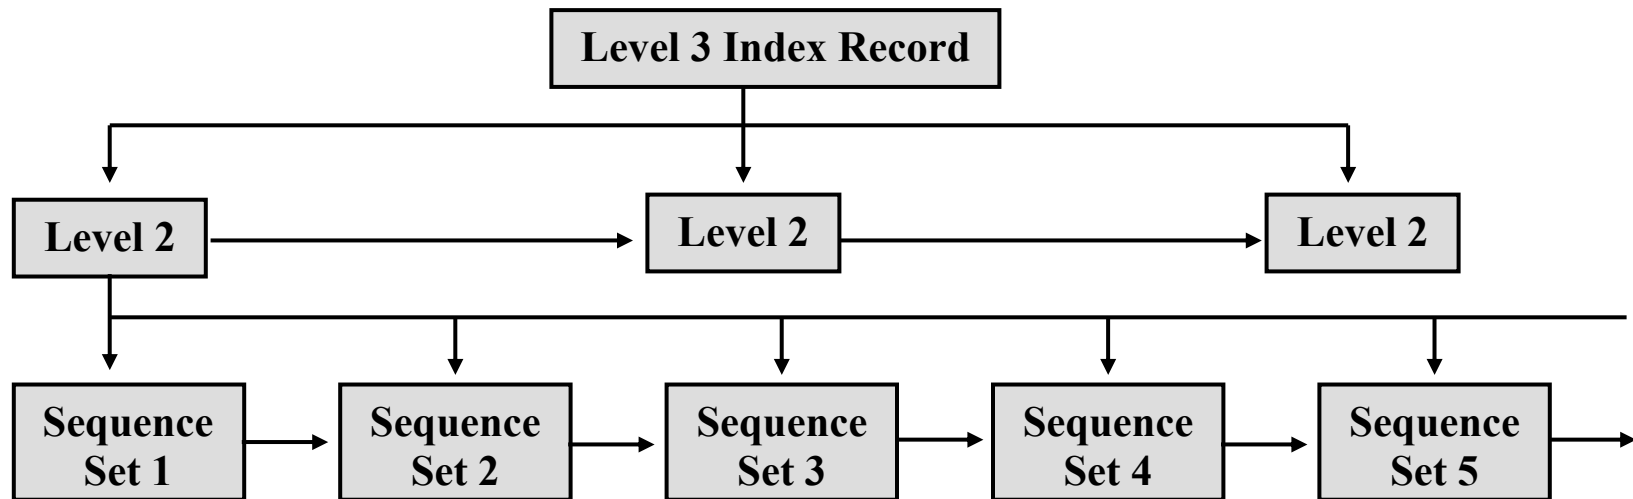 Level 3 Index Record
Level 2
Level 2
Level 2
Sequence
Set 1
Sequence
Set 2
Sequence
Set 3
Sequence
Set 4
Sequence
Set 5